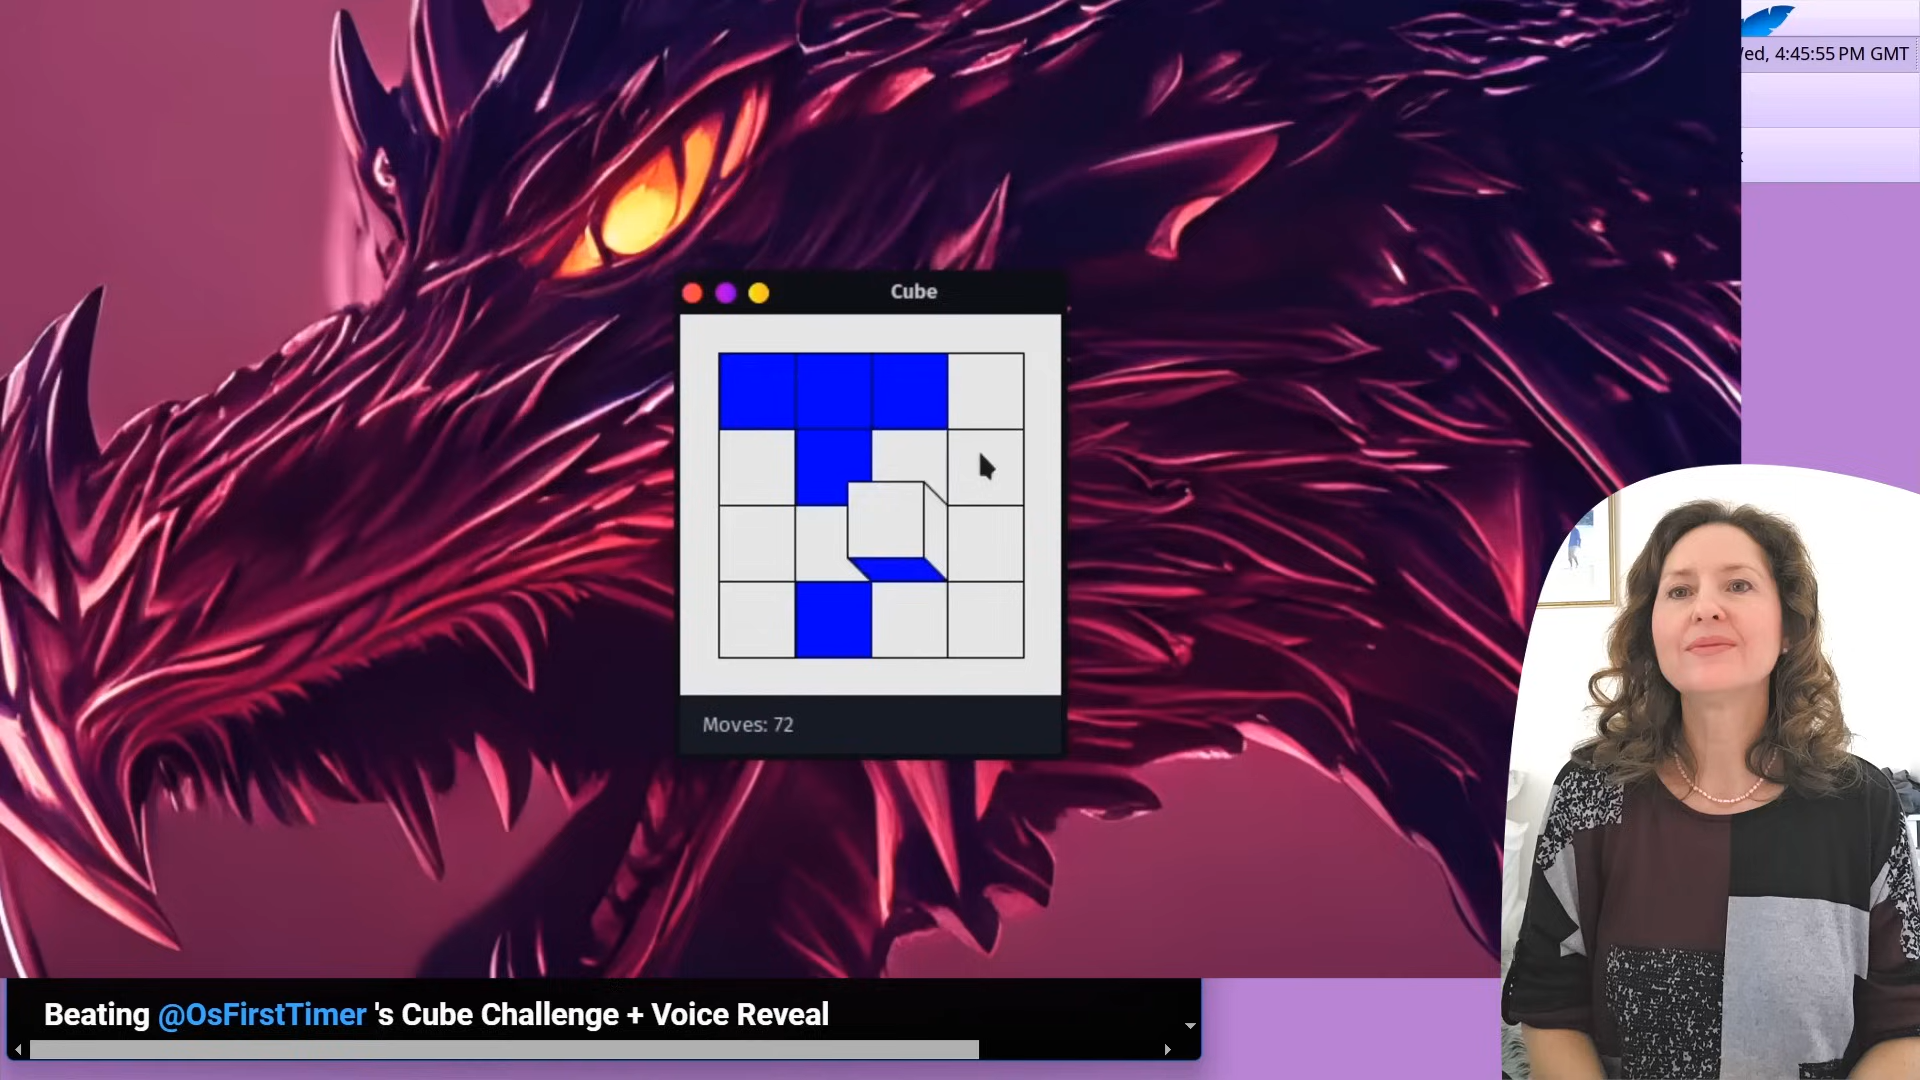 ed, 4:45:55 PM GMT
Cube
Moves: 72
Beating @OsFirstTimer 's Cube Challenge + Voice Reveal